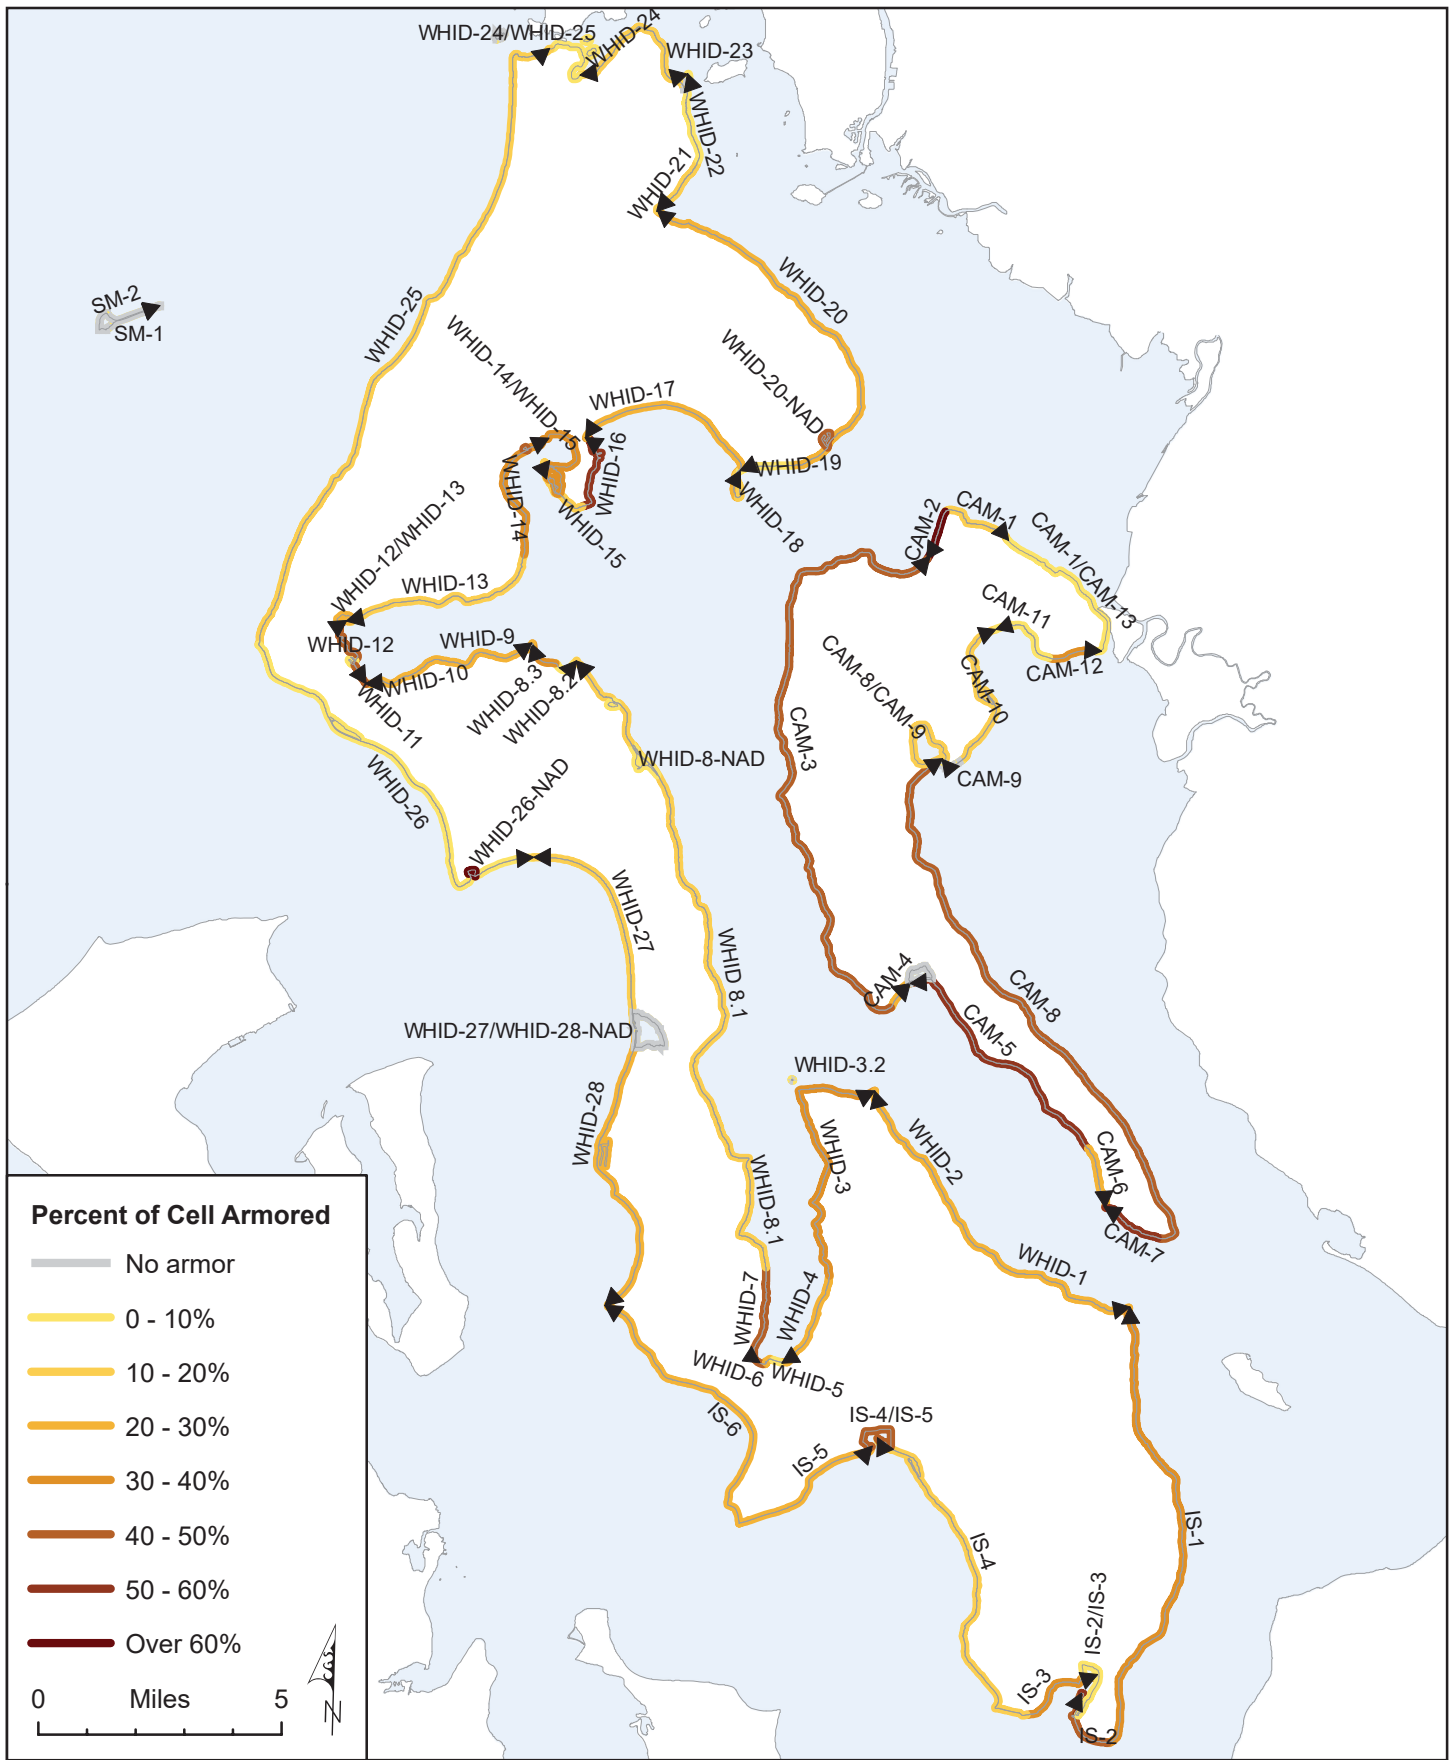 WHID-24/WHID-25
WHID-24
WHID-23
WHID-22
WHID-21
WHID-20
WHID-25
SM-2
SM-1
WHID-14/WHID-15
WHID-20-NAD
WHID-17
WHID-16
WHID-19
WHID-18
WHID-14
WHID-15
WHID-12/WHID-13
WHID-13
CAM-2
CAM-1
CAM-1/CAM-13
CAM-11
CAM-12
CAM-10
CAM-8/CAM-9
CAM-9
CAM-3
WHID-12
WHID-9
WHID-10
WHID-11
WHID-8.3
WHID-8.2
WHID-8-NAD
WHID-26
WHID-26-NAD
WHID-27
WHID 8.1
CAM-4
CAM-8
CAM-5
WHID-27/WHID-28-NAD
WHID-3.2
WHID-28
WHID-3
WHID-2
CAM-6
CAM-7
WHID-8.1
WHID-1
WHID-7
WHID-4
WHID-6
WHID-5
IS-6
IS-4/IS-5
IS-5
IS-4
IS-1
IS-2/IS-3
IS-3
IS-2
Percent of Cell Armored
No armor
0 - 10%
10 - 20%
20 - 30%
30 - 40%
40 - 50%
50 - 60%
Over 60%
0 Miles 5
CGS
N